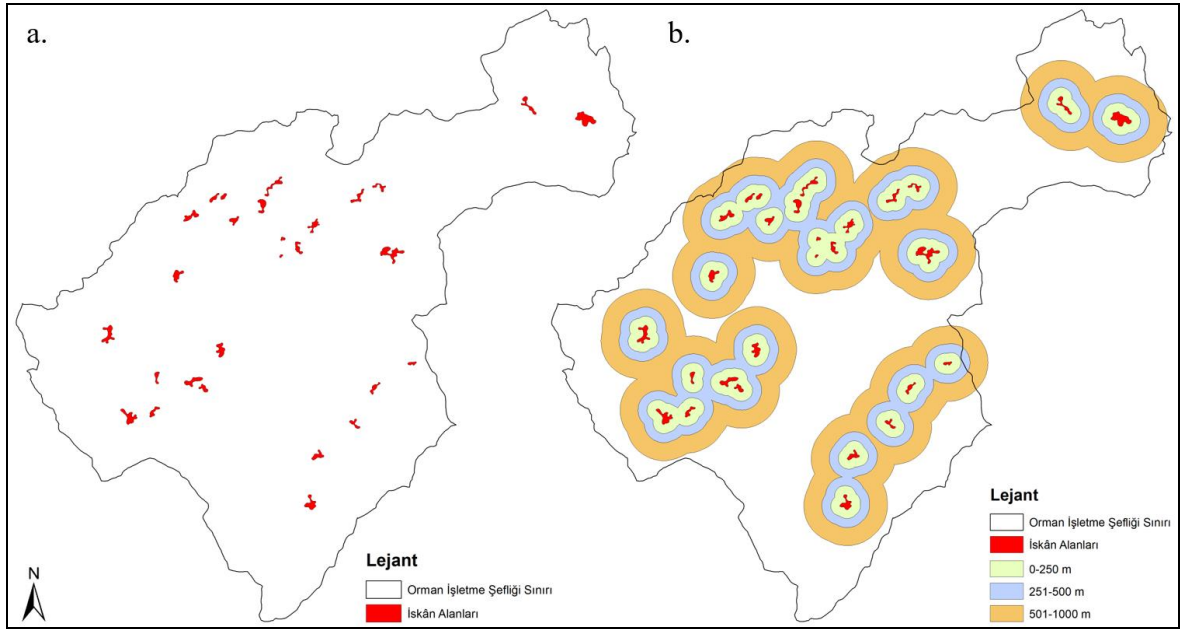 a.
b.
Lejant
Orman İşletme Şefliği Sınırı
İskân Alanları
N
Lejant
Orman İşletme Şefliği Sınırı
İskân Alanları
0-250 m
251-500 m
501-1000 m